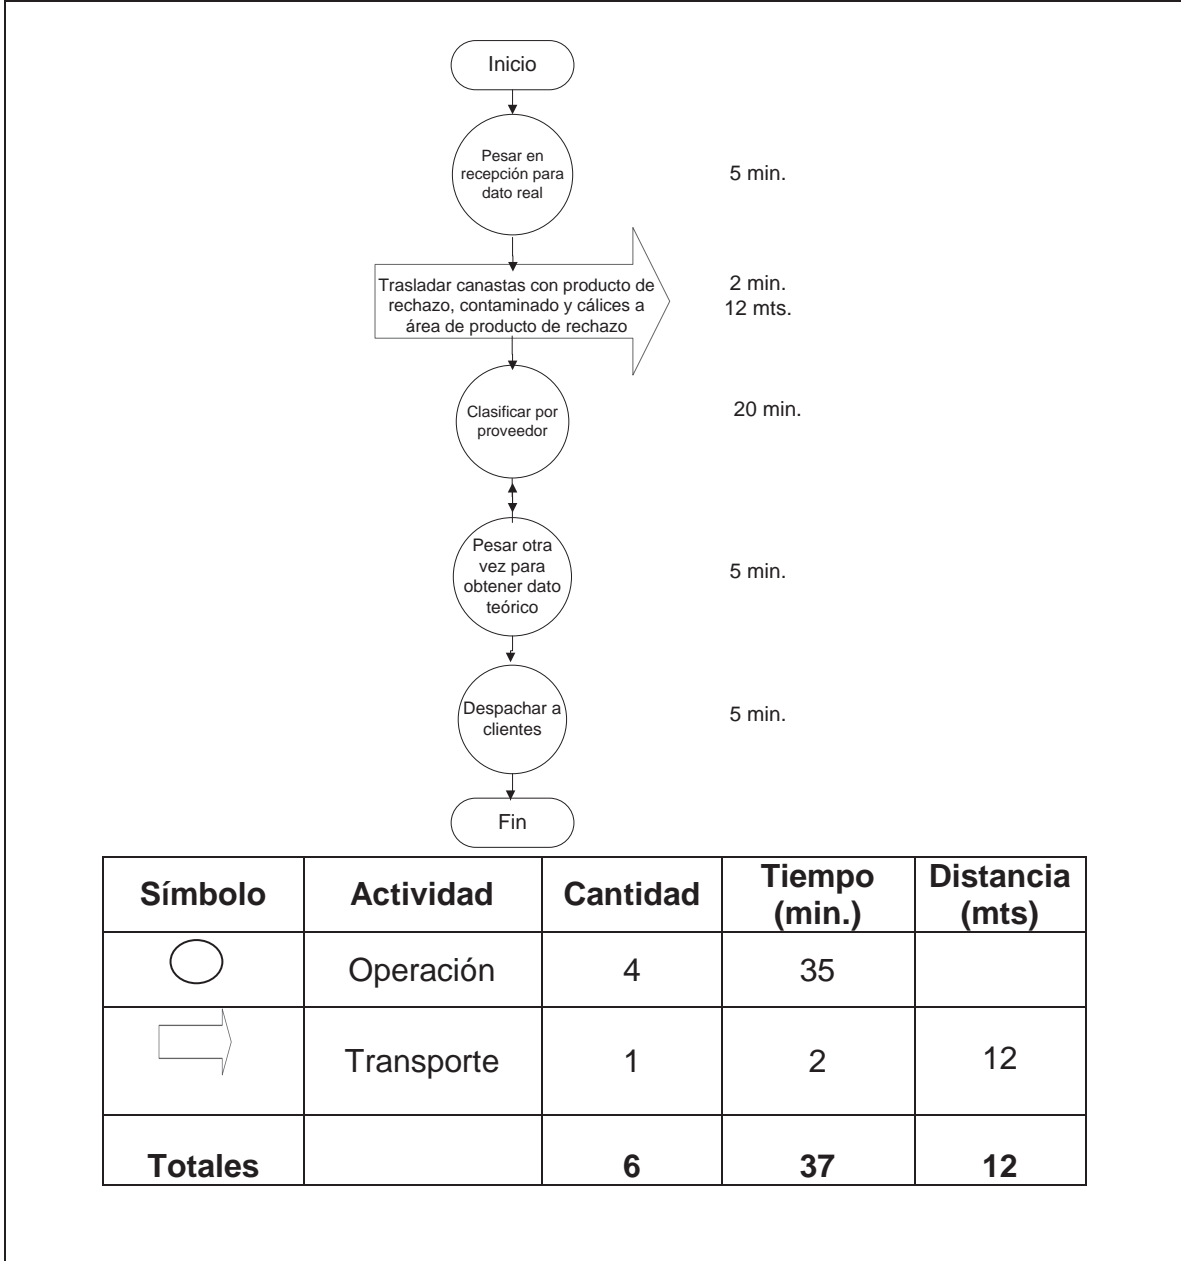 Inicio
Pesar en
recepción para
dato real
5 min.
Trasladar canastas con producto de
rechazo, contaminado y cálices a
área de producto de rechazo
2 min.
12 mts.
Clasificar por
proveedor
20 min.
Pesar otra
vez para
obtener dato
teórico
5 min.
Despachar a
clientes
5 min.
Fin
Símbolo Actividad Cantidad Tiempo (min.) Distancia (mts)
Operación 4 35
Transporte 1 2 12
Totales 6 37 12